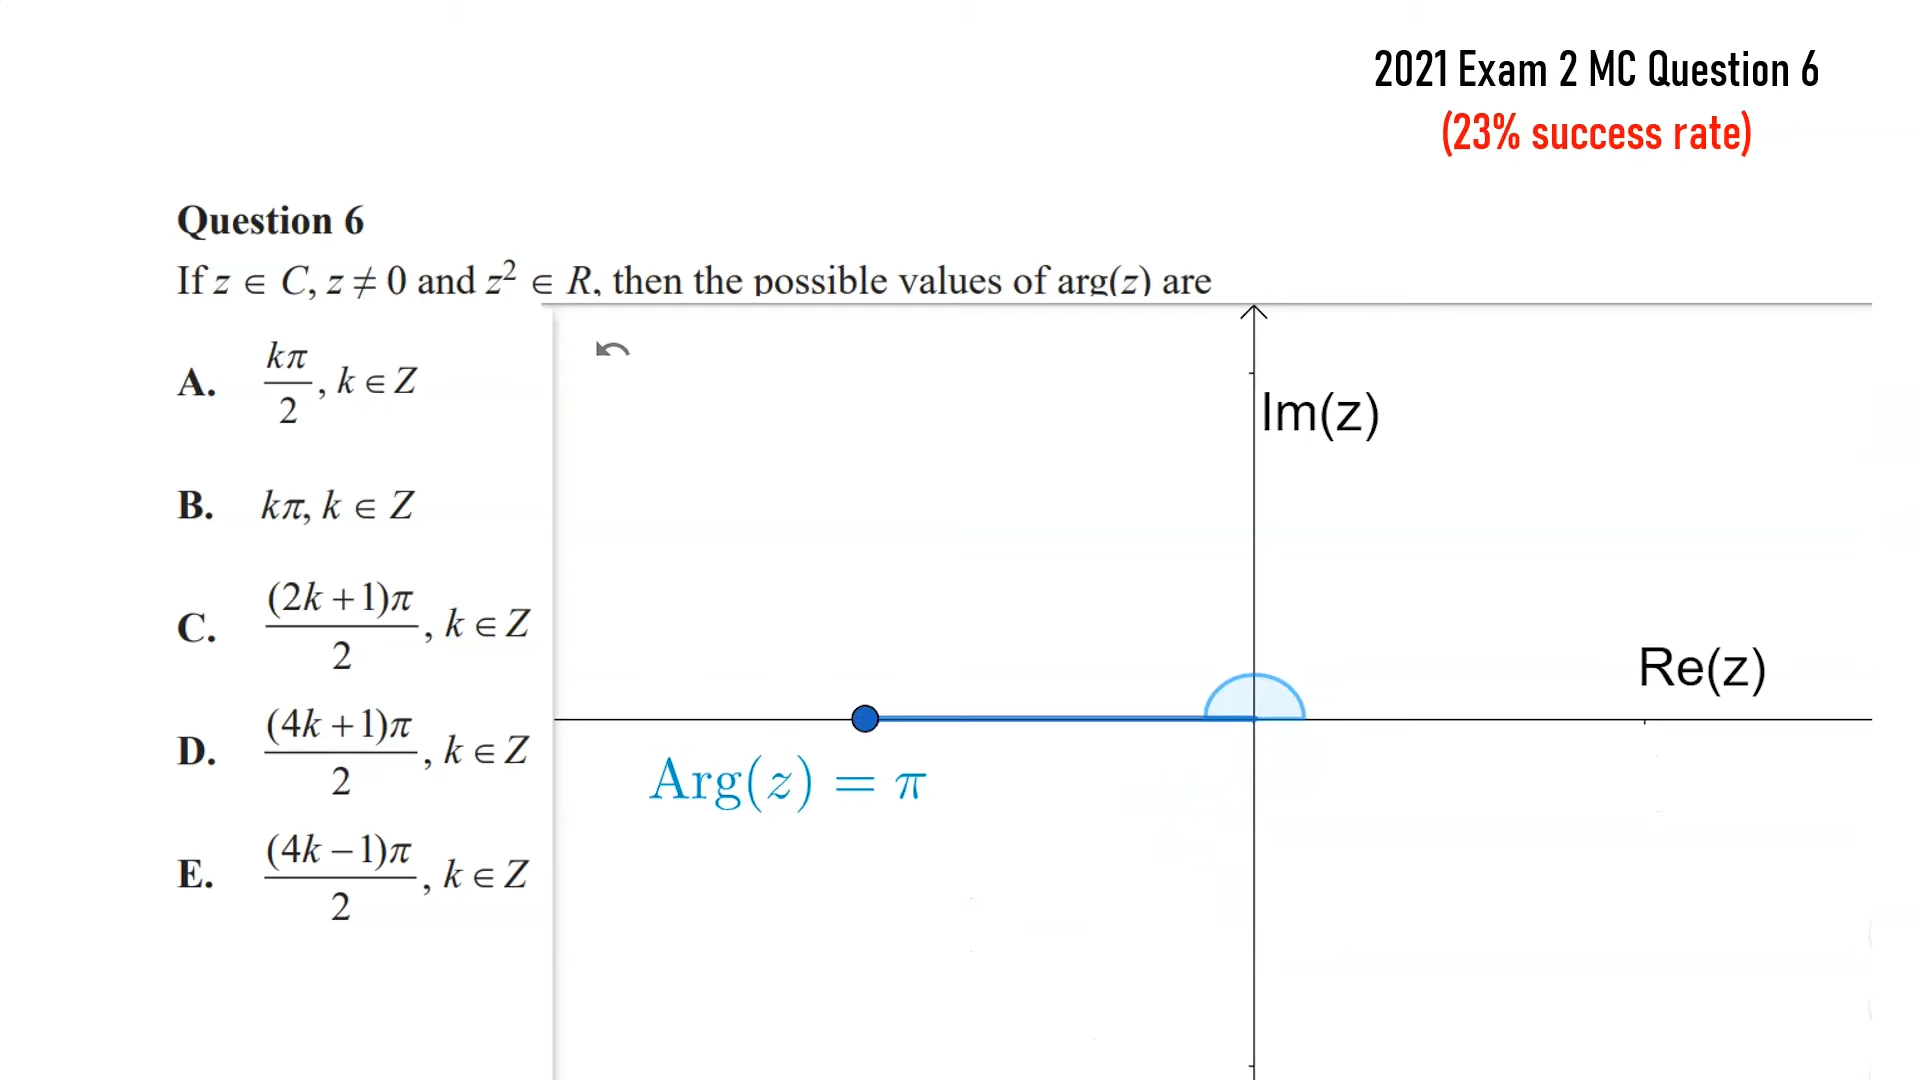 2021 Exam 2 MC Question 6
(23% success rate)
Question 6
If z ∈ C, z ≠ 0 and z² ∈ R, then the possible values of arg(z) are
A. kπ/2, k ∈ Z
B. kπ, k ∈ Z
C. (2k + 1)π/2, k ∈ Z
D. (4k + 1)π/2, k ∈ Z
E. (4k − 1)π/2, k ∈ Z
Im(z)
Re(z)
Arg(z) = π